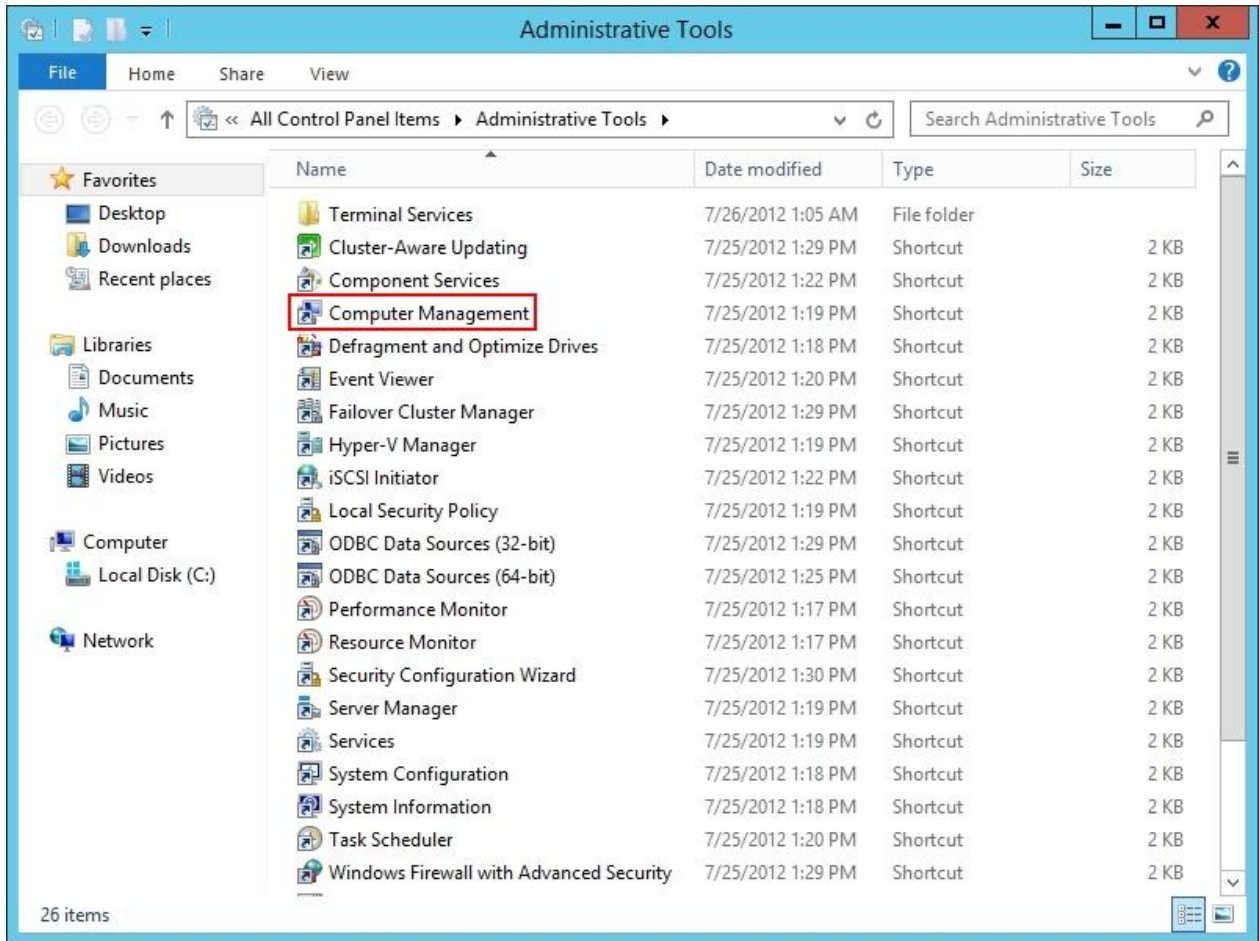 Administrative Tools
File Home Share View
« All Control Panel Items ▸ Administrative Tools ▸ Search Administrative Tools
Favorites
Desktop
Downloads
Recent places
Libraries
Documents
Music
Pictures
Videos
Computer
Local Disk (C:)
Network
Name Date modified Type Size
Terminal Services 7/26/2012 1:05 AM File folder
Cluster-Aware Updating 7/25/2012 1:29 PM Shortcut 2 KB
Component Services 7/25/2012 1:22 PM Shortcut 2 KB
Computer Management 7/25/2012 1:19 PM Shortcut 2 KB
Defragment and Optimize Drives 7/25/2012 1:18 PM Shortcut 2 KB
Event Viewer 7/25/2012 1:20 PM Shortcut 2 KB
Failover Cluster Manager 7/25/2012 1:29 PM Shortcut 2 KB
Hyper-V Manager 7/25/2012 1:19 PM Shortcut 2 KB
iSCSI Initiator 7/25/2012 1:22 PM Shortcut 2 KB
Local Security Policy 7/25/2012 1:19 PM Shortcut 2 KB
ODBC Data Sources (32-bit) 7/25/2012 1:29 PM Shortcut 2 KB
ODBC Data Sources (64-bit) 7/25/2012 1:25 PM Shortcut 2 KB
Performance Monitor 7/25/2012 1:17 PM Shortcut 2 KB
Resource Monitor 7/25/2012 1:17 PM Shortcut 2 KB
Security Configuration Wizard 7/25/2012 1:30 PM Shortcut 2 KB
Server Manager 7/25/2012 1:19 PM Shortcut 2 KB
Services 7/25/2012 1:19 PM Shortcut 2 KB
System Configuration 7/25/2012 1:18 PM Shortcut 2 KB
System Information 7/25/2012 1:18 PM Shortcut 2 KB
Task Scheduler 7/25/2012 1:20 PM Shortcut 2 KB
Windows Firewall with Advanced Security 7/25/2012 1:29 PM Shortcut 2 KB
26 items